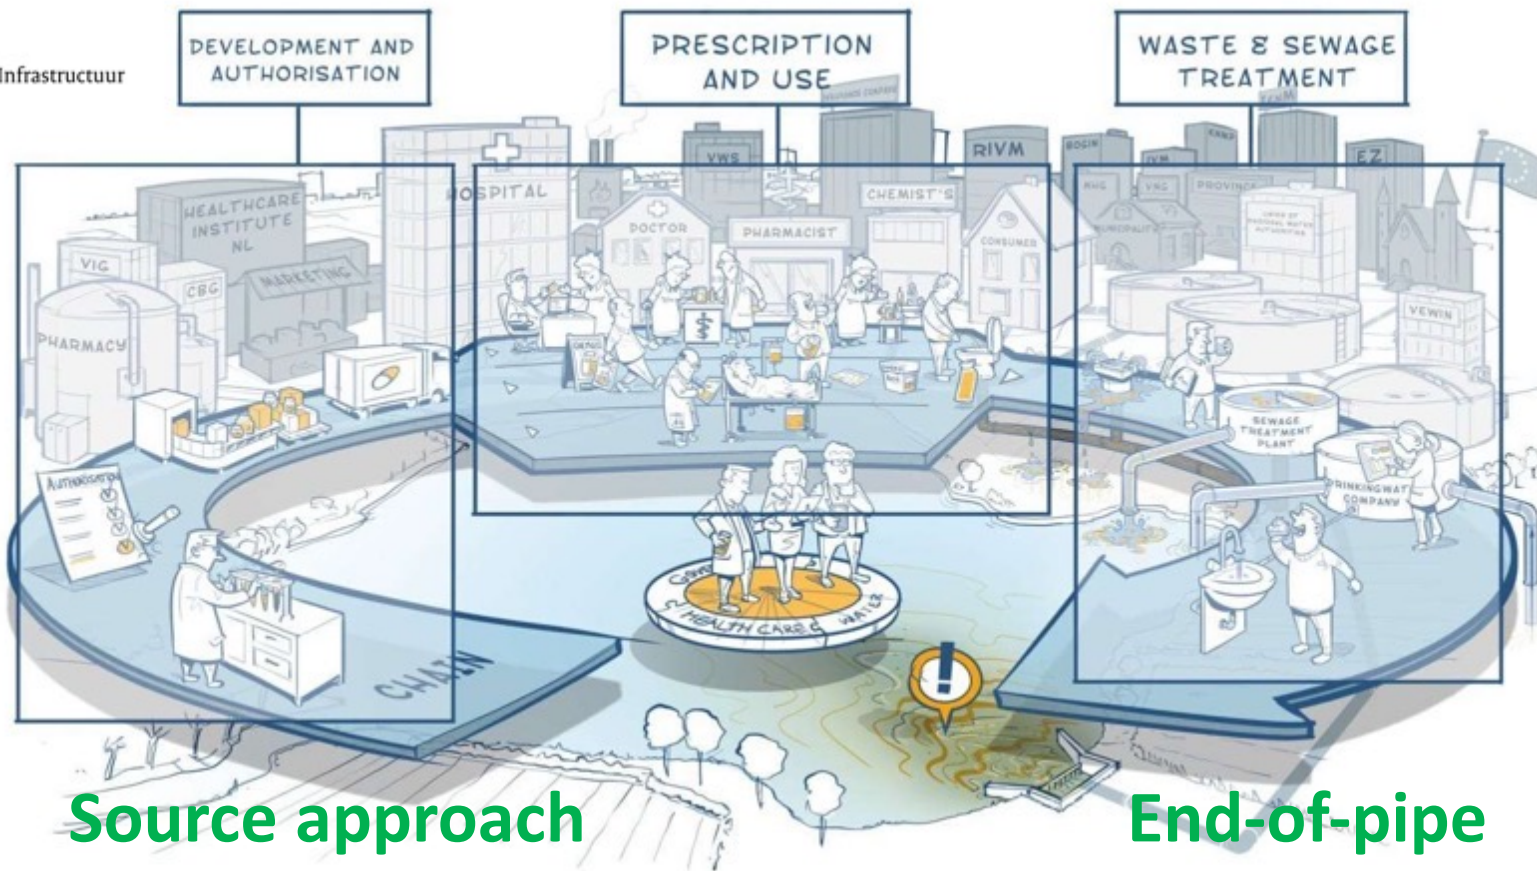 Infrastructuur
DEVELOPMENT AND
AUTHORISATION
PRESCRIPTION
AND USE
WASTE & SEWAGE
TREATMENT
HOSPITAL
HEALTHCARE
INSTITUTE
NL
VIG
CBG
MARKETING
PHARMACY
VWS
RIVM
DOCTOR
PHARMACIST
CHEMIST'S
CONSUMER
VNG
PROVINCE
EZ
VEWIN
AUTHORISATION
SEWAGE
TREATMENT
PLANT
COMPANY
HEALTH CARE
WATER
CHAIN
!
Source approach
End-of-pipe